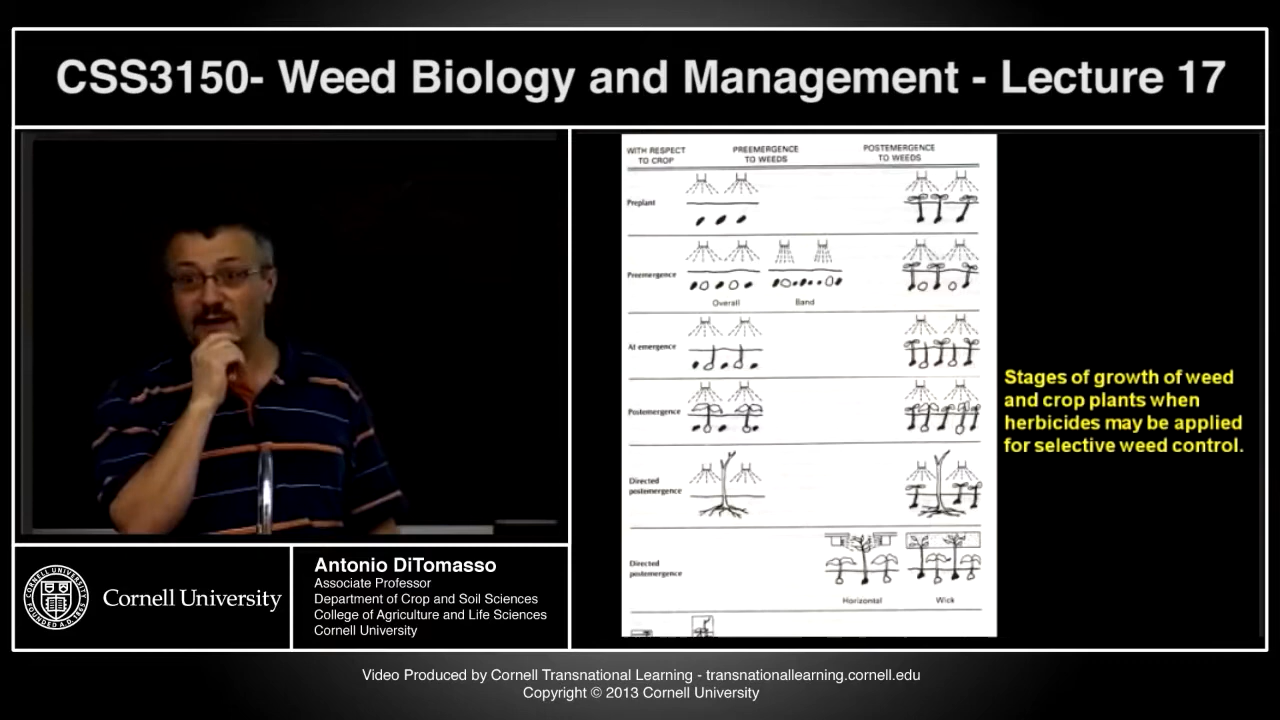 CSS3150- Weed Biology and Management - Lecture 17
WITH RESPECT
TO CROP
PREEMERGENCE
TO WEEDS
POSTEMERGENCE
TO WEEDS
Preplant
Preemergence
Overall
Band
At emergence
Postemergence
Directed
postemergence
Directed
postemergence
Horizontal
Wick
Stages of growth of weed
and crop plants when
herbicides may be applied
for selective weed control.
Cornell University
Antonio DiTomasso
Associate Professor
Department of Crop and Soil Sciences
College of Agriculture and Life Sciences
Cornell University
Video Produced by Cornell Transnational Learning - transnationallearning.cornell.edu
Copyright © 2013 Cornell University